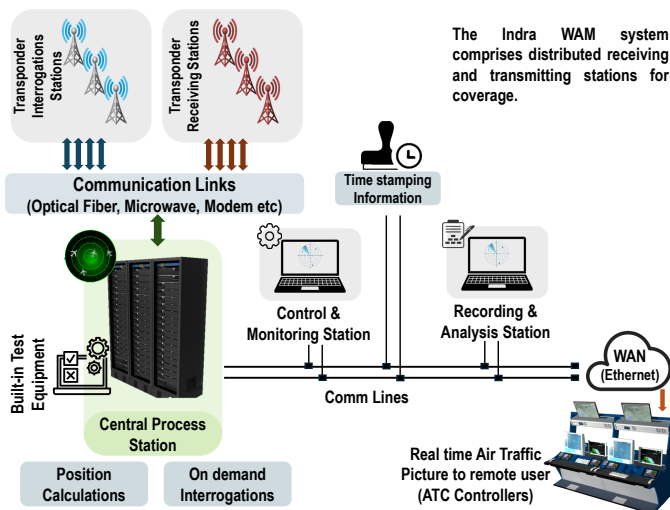 Transponder
Interrogations
Stations
Transponder
Receiving Stations
The Indra WAM system
comprises distributed receiving
and transmitting stations for
coverage.
Communication Links
(Optical Fiber, Microwave, Modem etc)
Time stamping
Information
Control &
Monitoring Station
Recording &
Analysis Station
Built-in Test
Equipment
Central Process
Station
Comm Lines
WAN
(Ethernet)
Position
Calculations
On demand
Interrogations
Real time Air Traffic
Picture to remote user
(ATC Controllers)